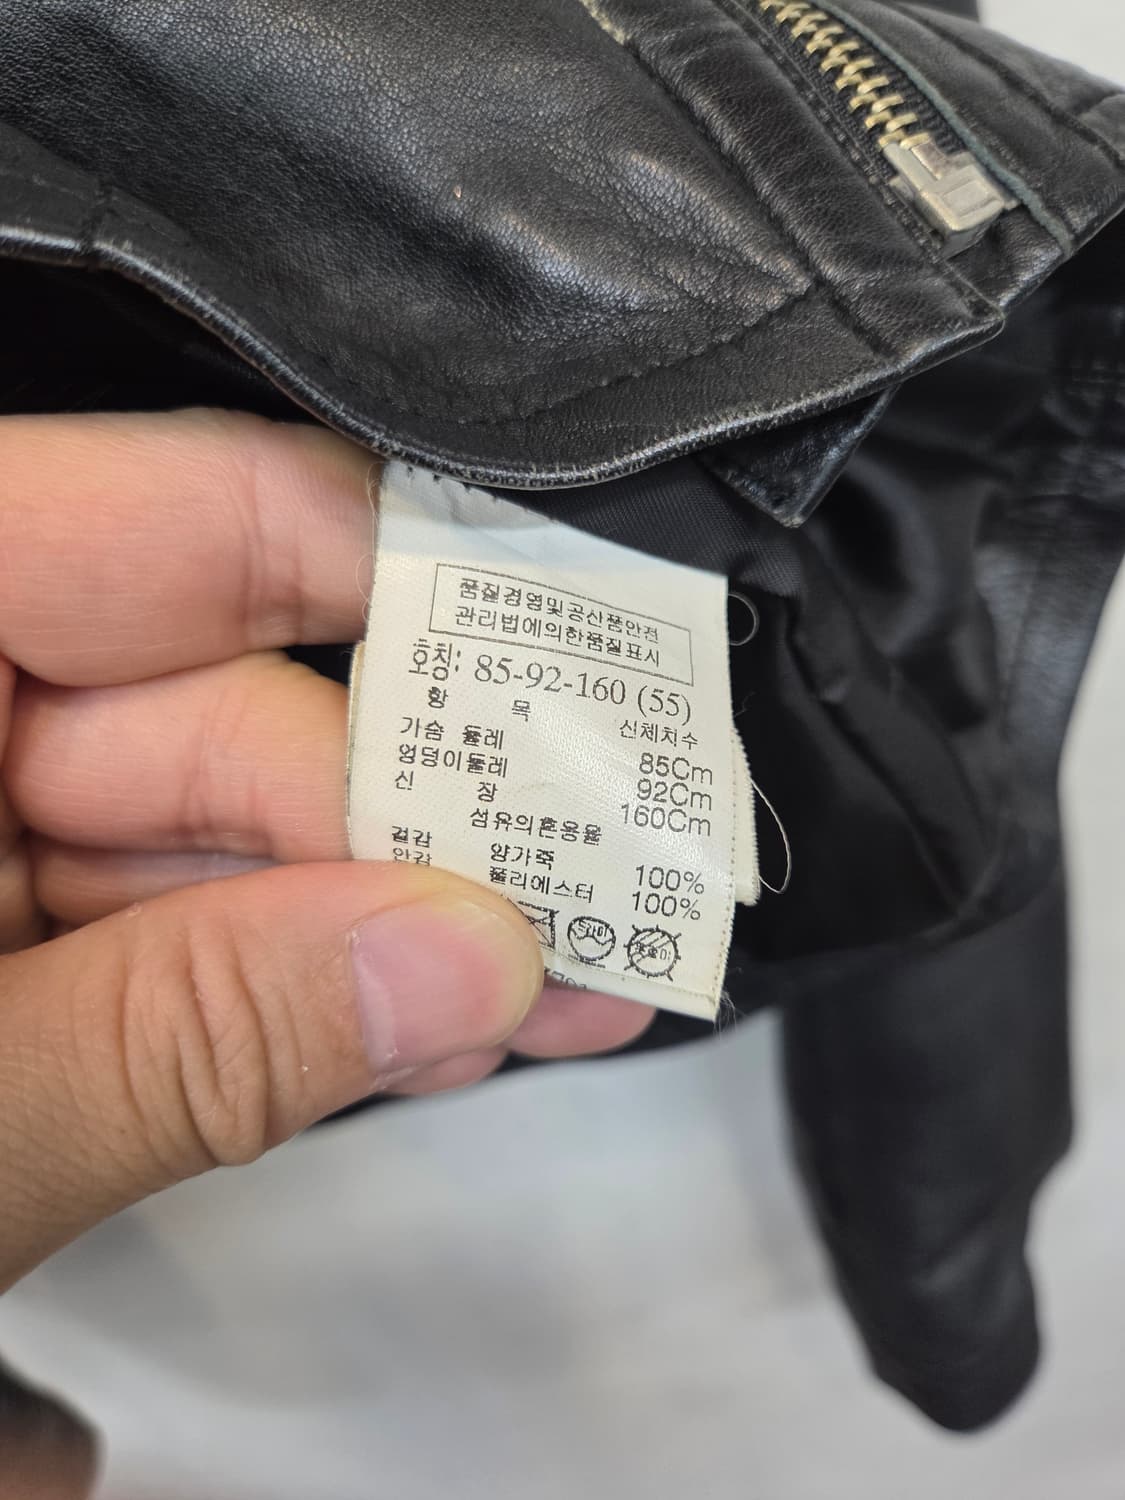 품질경영및공산품안전
관리법에의한품질표시
호칭: 85-92-160 (55)
항 목 신체치수
가슴 둘레 85Cm
엉덩이둘레 92Cm
신 장 160Cm
섬유의혼용율
겉감 양가죽 100%
안감 폴리에스터 100%
드라이